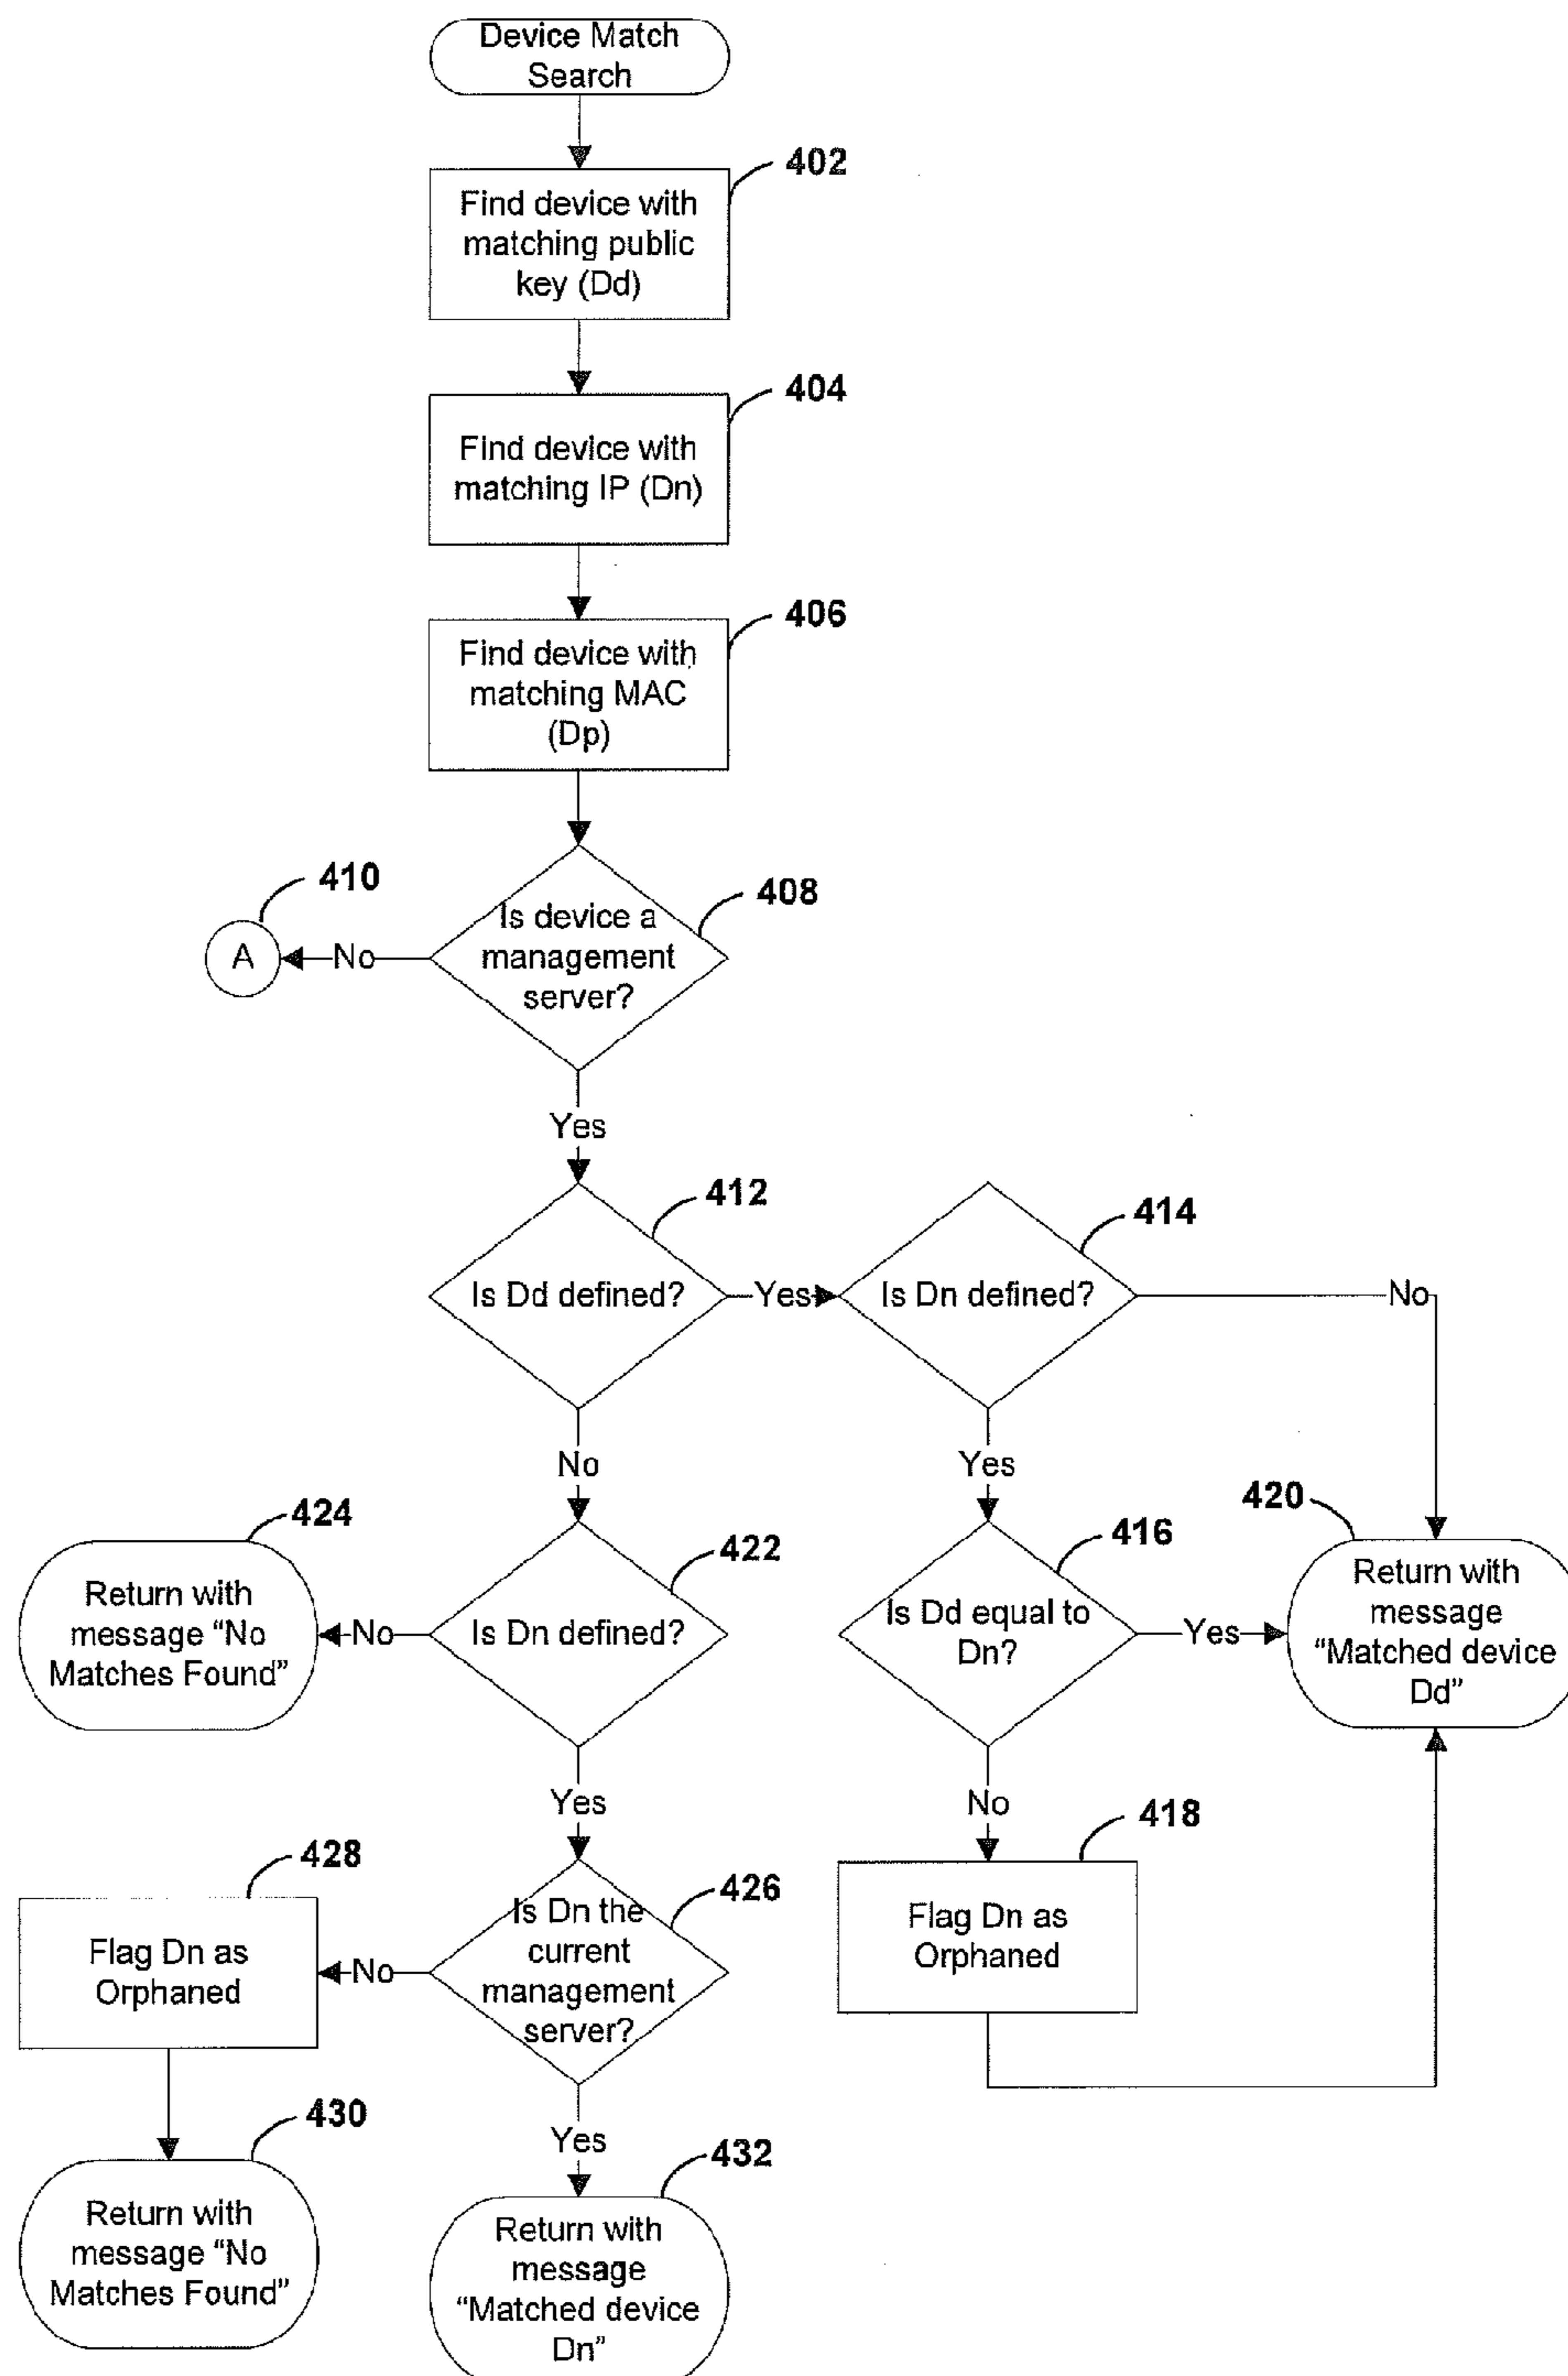 Device Match
Search
402
Find device with
matching public
key (Dd)
404
Find device with
matching IP (Dn)
406
Find device with
matching MAC
(Dp)
410
408
A
No
Is device a
management
server?
Yes
412
414
Is Dd defined?
Yes
Is Dn defined?
No
No
Yes
424
422
416
420
Return with
message “No
Matches Found”
No
Is Dn defined?
Is Dd equal to
Dn?
Yes
Return with
message
“Matched device
Dd”
Yes
No
428
426
418
Flag Dn as
Orphaned
No
Is Dn the
current
management
server?
Flag Dn as
Orphaned
430
Yes
432
Return with
message “No
Matches Found”
Return with
message
“Matched device
Dn”